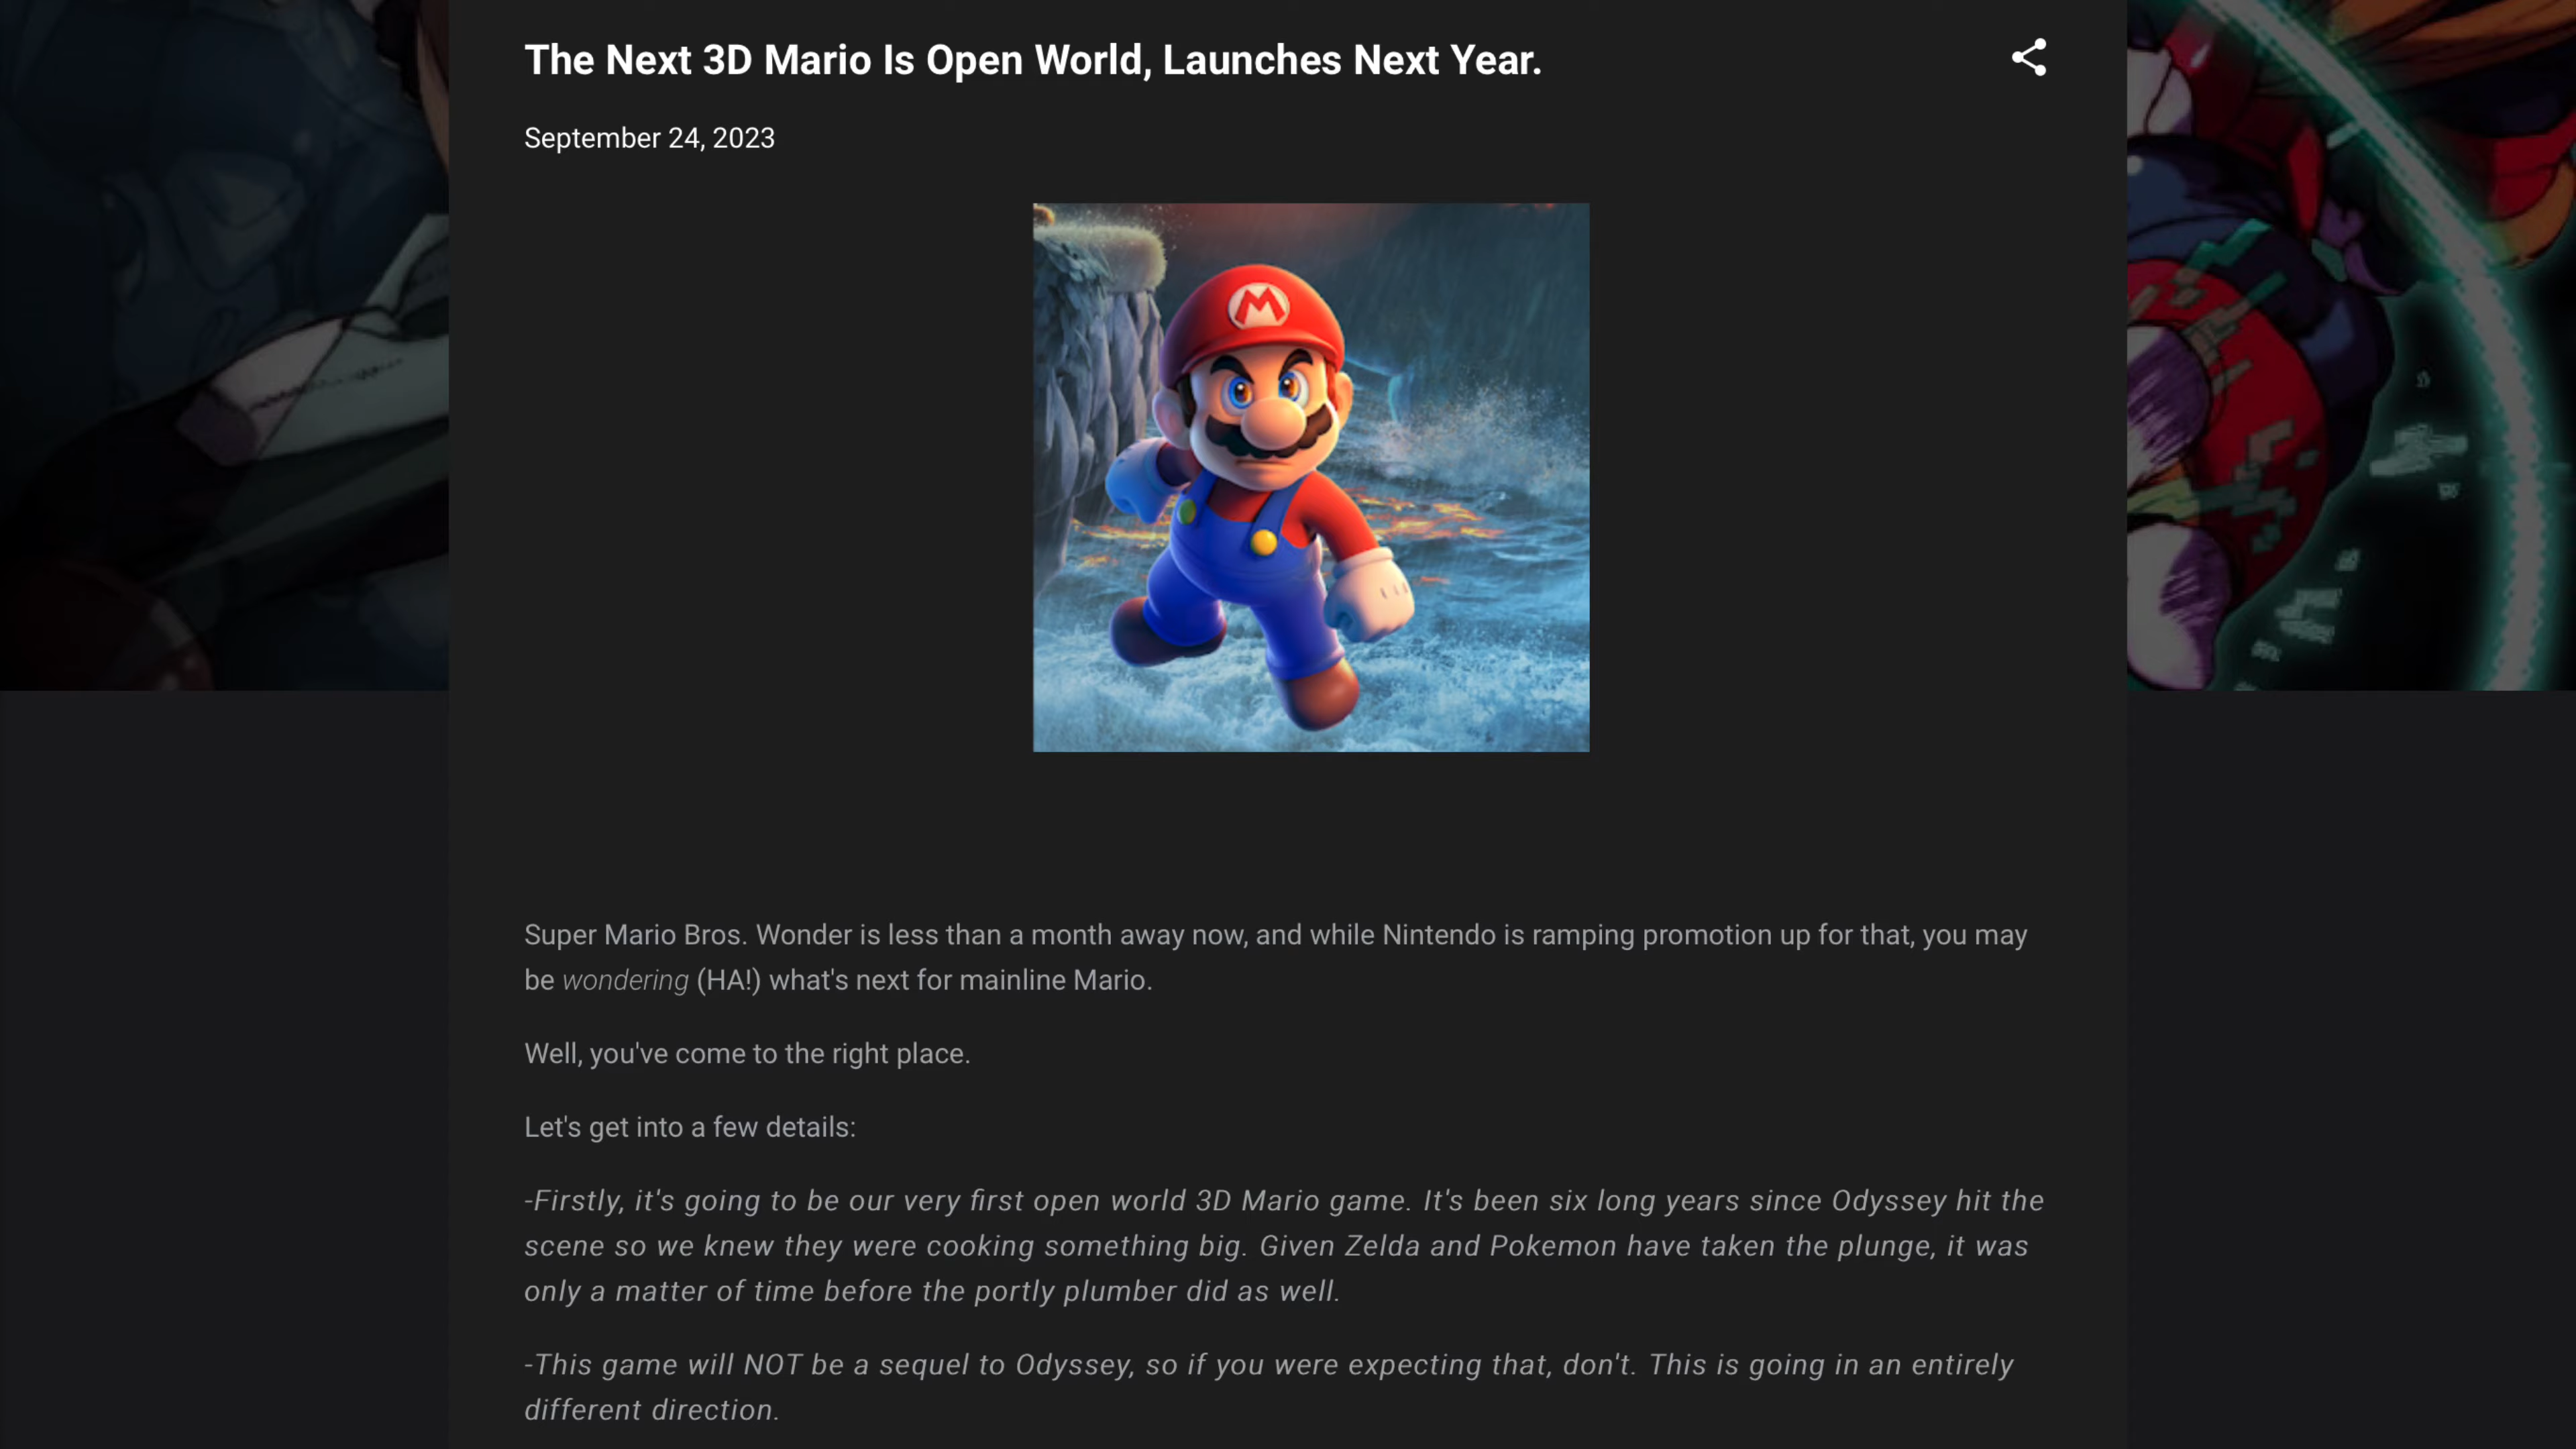 The Next 3D Mario Is Open World, Launches Next Year.
September 24, 2023
M
Super Mario Bros. Wonder is less than a month away now, and while Nintendo is ramping promotion up for that, you may
be wondering (HA!) what's next for mainline Mario.
Well, you've come to the right place.
Let's get into a few details:
-Firstly, it's going to be our very first open world 3D Mario game. It's been six long years since Odyssey hit the
scene so we knew they were cooking something big. Given Zelda and Pokemon have taken the plunge, it was
only a matter of time before the portly plumber did as well.
-This game will NOT be a sequel to Odyssey, so if you were expecting that, don't. This is going in an entirely
different direction.